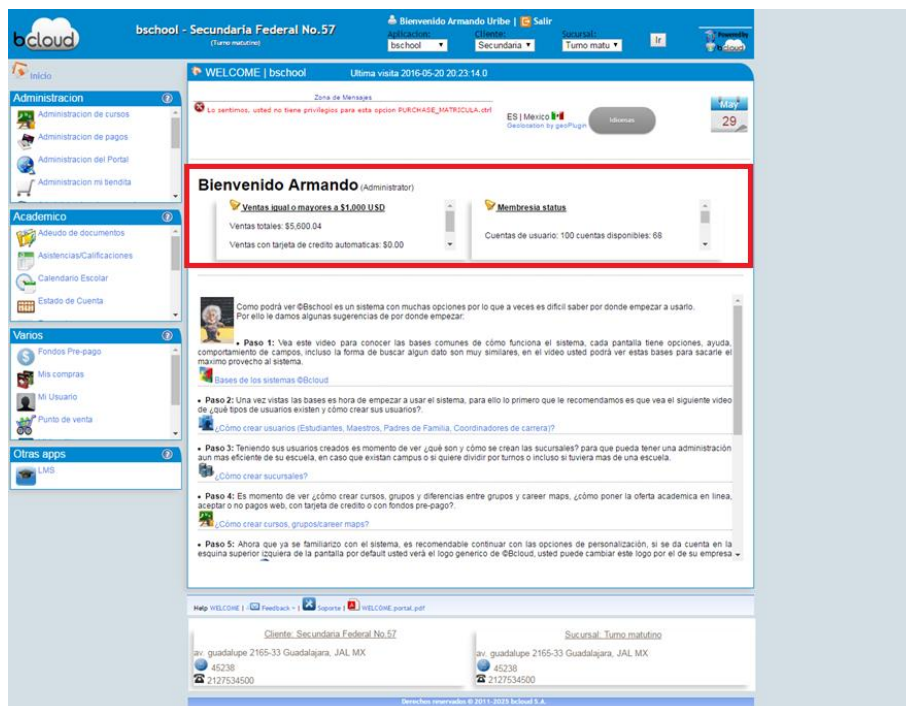 bcloud
bschool - Secundaria Federal No.57
(Turno matutino)
Bienvenido Armando Uribe | Salir
Aplicacion: Cliente: Sucursal:
bschool Secundaria Turno matu Ir
Powered by
bcloud
Inicio
Administracion
Administracion de cursos
Administracion de pagos
Administracion del Portal
Administracion mi tiendita
Academico
Adeudo de documentos
Asistencias/Calificaciones
Calendario Escolar
Estado de Cuenta
Varios
Fondos Pre-pago
Mis compras
Mi Usuario
Punto de venta
Otras apps
LMS
WELCOME | bschool Ultima visita 2016-05-20 20:23:14.0
Zona de Mensajes
Lo sentimos, usted no tiene privilegios para esta opcion PURCHASE_MATRICULA.ctrl
ES | Mexico
Geolocation by geoPlugin
Idiomas
May
29
Bienvenido Armando (Administrator)
Ventas igual o mayores a $1,000 USD
Ventas totales: $5,600.04
Ventas con tarjeta de credito automaticas: $0.00
Membresia status
Cuentas de usuario: 100 cuentas disponibles: 66
Como podrá ver ©Bschool es un sistema con muchas opciones por lo que a veces es difícil saber por donde empezar a usarlo.
Por ello le damos algunas sugerencias de por donde empezar.
• Paso 1: Vea este video para conocer las bases comunes de cómo funciona el sistema, cada pantalla tiene opciones, ayuda,
comportamiento de campos, incluso la forma de buscar algun dato son muy similares, en el video usted podrá ver estas bases para sacarle el
maximo provecho al sistema.
Bases de los sistemas ©Bcloud
• Paso 2: Una vez vistas las bases es hora de empezar a usar el sistema, para ello lo primero que le recomendamos es que vea el siguiente video
de ¿qué tipos de usuarios existen y cómo crear sus usuarios?.
¿Cómo crear usuarios (Estudiantes, Maestros, Padres de Familia, Coordinadores de carrera)?
• Paso 3: Teniendo sus usuarios creados es momento de ver ¿qué son y cómo se crean las sucursales? para que pueda tener una administración
aun mas eficiente de su escuela, en caso que existan campus o si quiere dividir por turnos o incluso si tuviera mas de una escuela.
¿Cómo crear sucursales?
• Paso 4: Es momento de ver ¿cómo crear cursos, grupos y diferencias entre grupos y career maps, ¿cómo poner la oferta academica en linea,
aceptar o no pagos web, con tarjeta de credito o con fondos pre-pago?.
¿Cómo crear cursos, grupos/career maps?
• Paso 5: Ahora que ya se familiarizo con el sistema, es recomendable continuar con las opciones de personalización, si se da cuenta en la
esquina superior izquiera de la pantalla por default usted verá el logo generico de ©Bcloud, usted puede cambiar este logo por el de su empresa
Help WELCOME | Feedback - | Soporte | WELCOME.portal.pdf
Cliente: Secundaria Federal No.57
av. guadalupe 2165-33 Guadalajara, JAL MX
45238
2127534500
Sucursal: Turno matutino
av. guadalupe 2165-33 Guadalajara, JAL MX
45238
2127534500
Derechos reservados © 2011-2023 bcloud S.A.